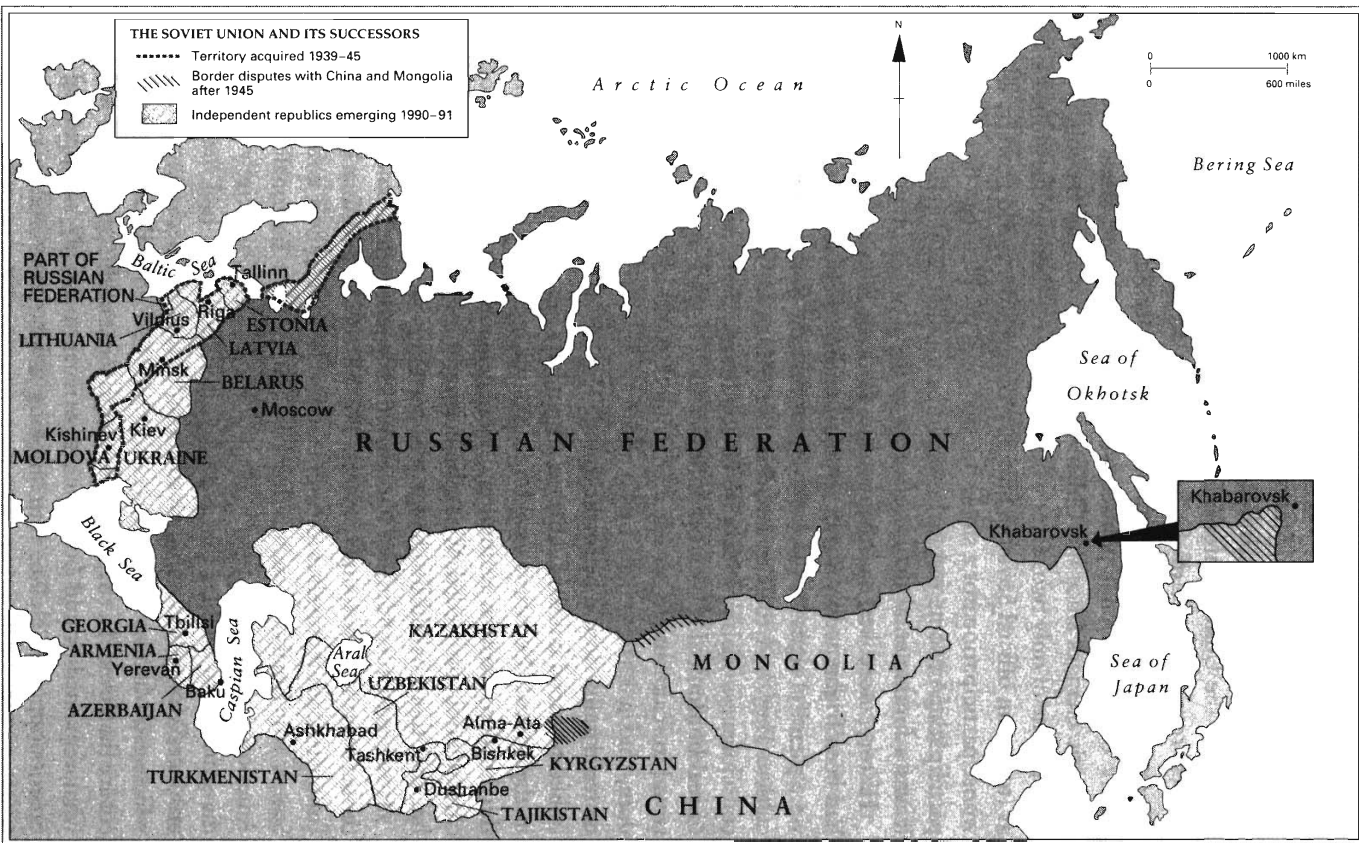 THE SOVIET UNION AND ITS SUCCESSORS
Territory acquired 1939–45
Border disputes with China and Mongolia
after 1945
Independent republics emerging 1990–91
N
0
1000 km
0
600 miles
Arctic Ocean
Bering Sea
PART OF
RUSSIAN
FEDERATION
Baltic Sea
Tallinn
Riga
ESTONIA
Vilnius
LITHUANIA
LATVIA
Minsk
BELARUS
Moscow
Sea of
Okhotsk
RUSSIAN FEDERATION
Kishinev
Kiev
MOLDOVA
UKRAINE
Khabarovsk
Khabarovsk
Black Sea
GEORGIA
Tbilisi
ARMENIA
Yerevan
Baku
AZERBAIJAN
Caspian Sea
KAZAKHSTAN
Aral
Sea
UZBEKISTAN
MONGOLIA
Sea of
Japan
Ashkhabad
Alma-Ata
Tashkent
Bishkek
KYRGYZSTAN
TURKMENISTAN
Dushanbe
TAJIKISTAN
CHINA